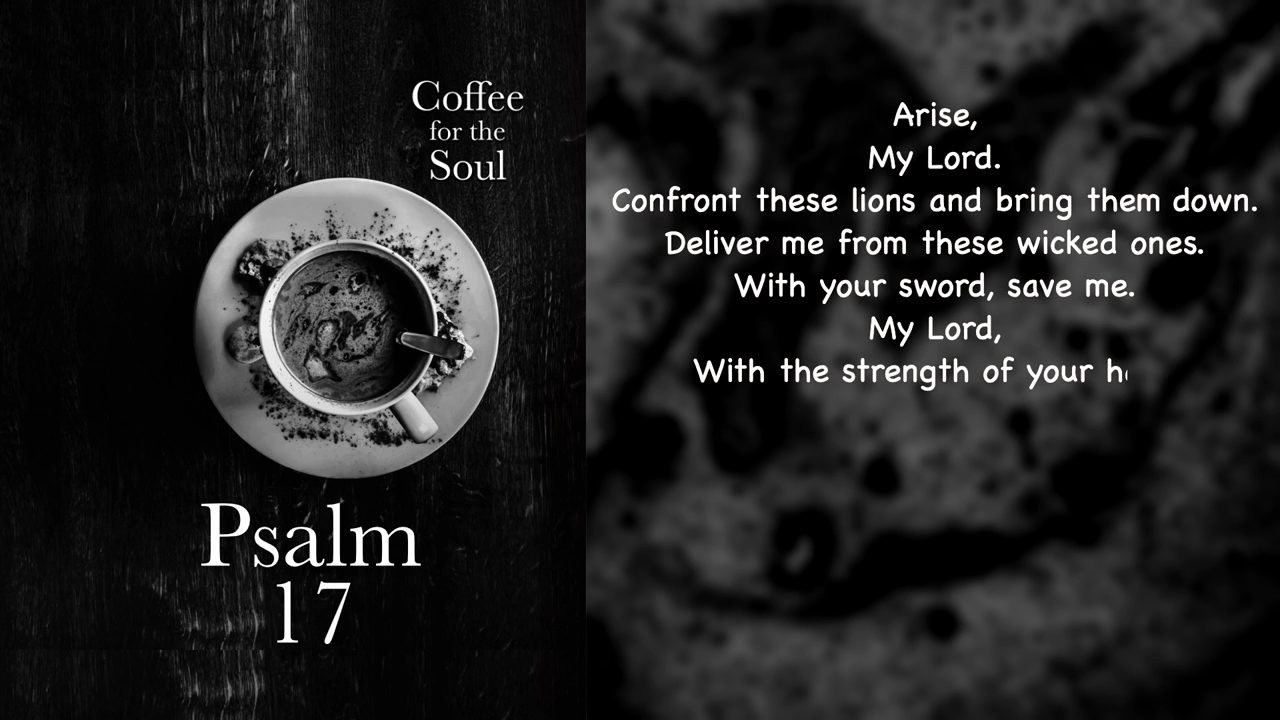 Coffee
for the
Soul
Psalm
17
Arise,
My Lord.
Confront these lions and bring them down.
Deliver me from these wicked ones.
With your sword, save me.
My Lord,
With the strength of your